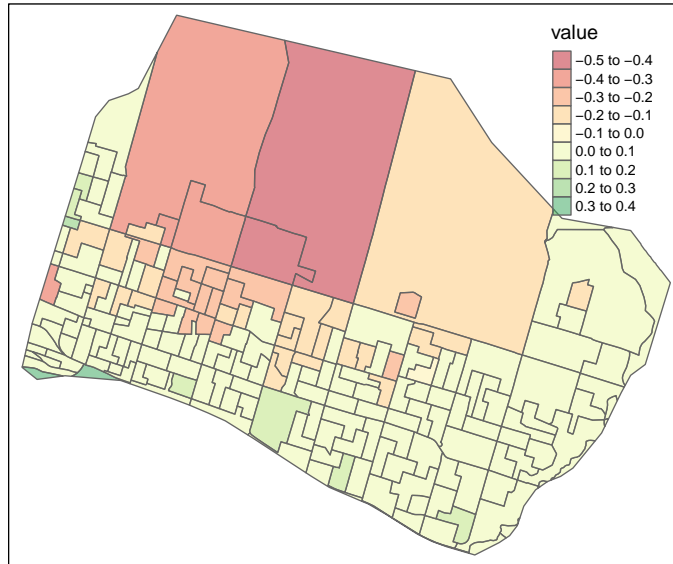 value
−0.5 to −0.4
−0.4 to −0.3
−0.3 to −0.2
−0.2 to −0.1
−0.1 to 0.0
0.0 to 0.1
0.1 to 0.2
0.2 to 0.3
0.3 to 0.4